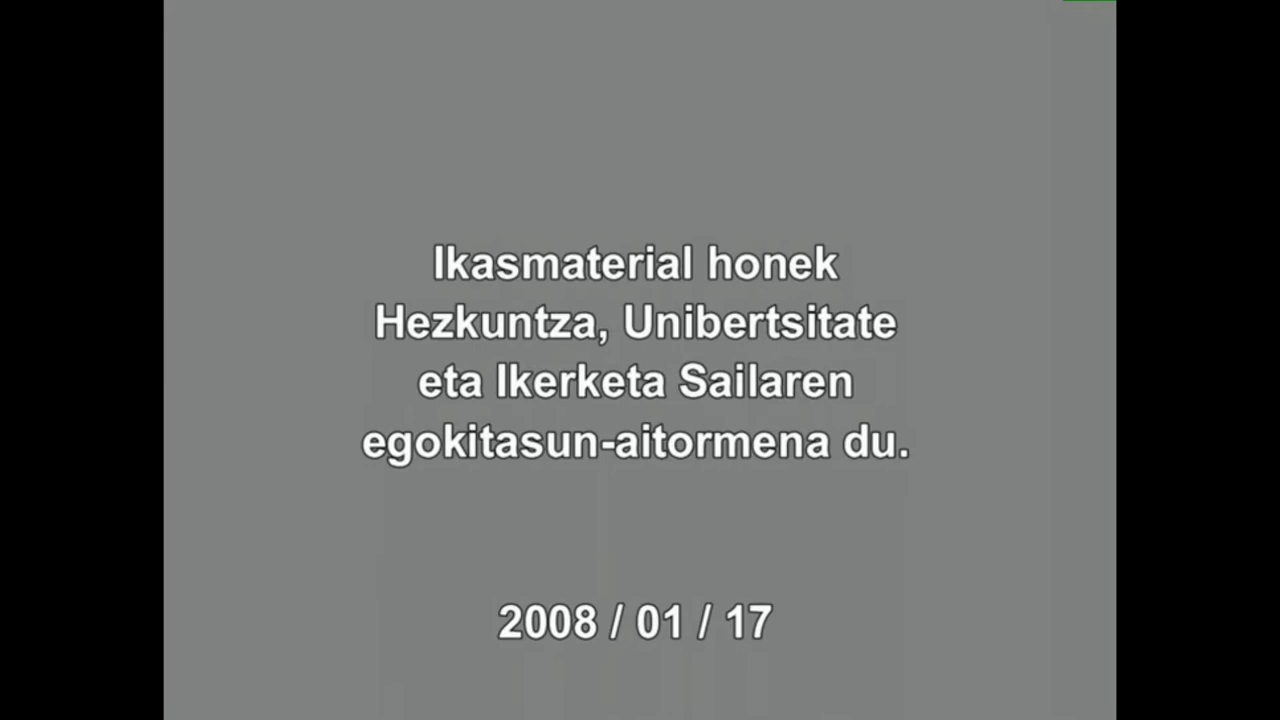 Ikasmaterial honek
Hezkuntza, Unibertsitate
eta Ikerketa Sailaren
egokitasun-aitormena du.
2008 / 01 / 17